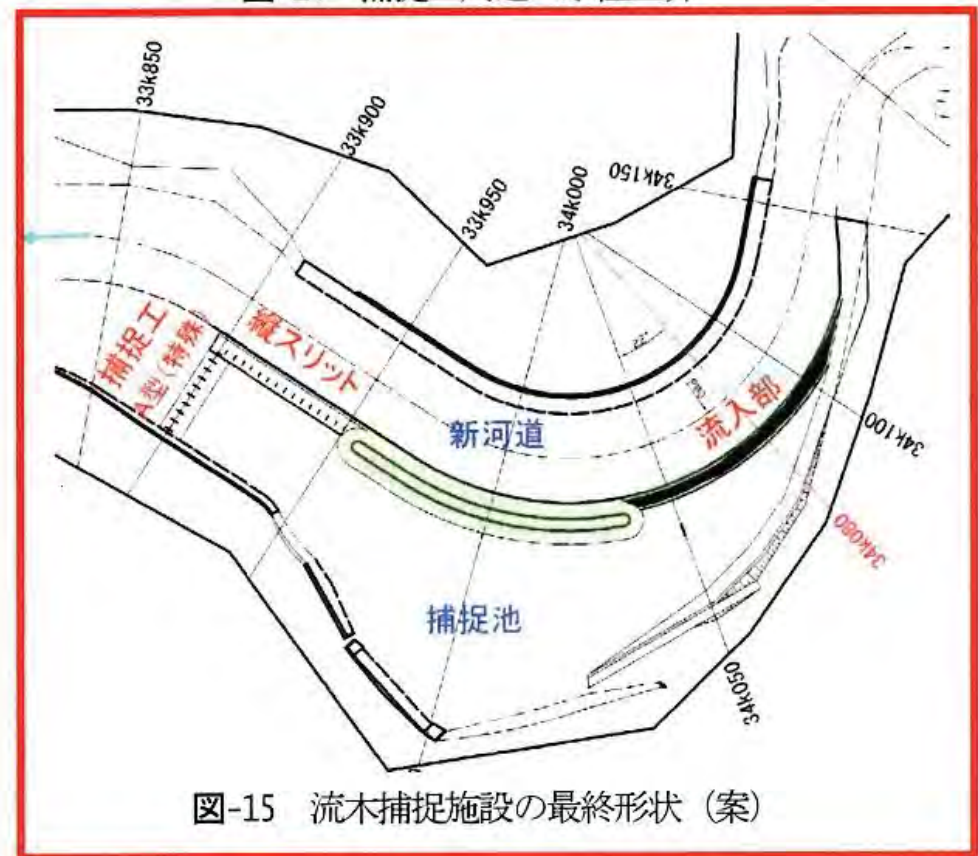 33k850
33k900
33k950
34k000
34k150
捕捉工
A型(特殊)
縦スリット
新河道
22°
流入部
34k100
34k080
捕捉池
34k050
図-15 流木捕捉施設の最終形状（案）